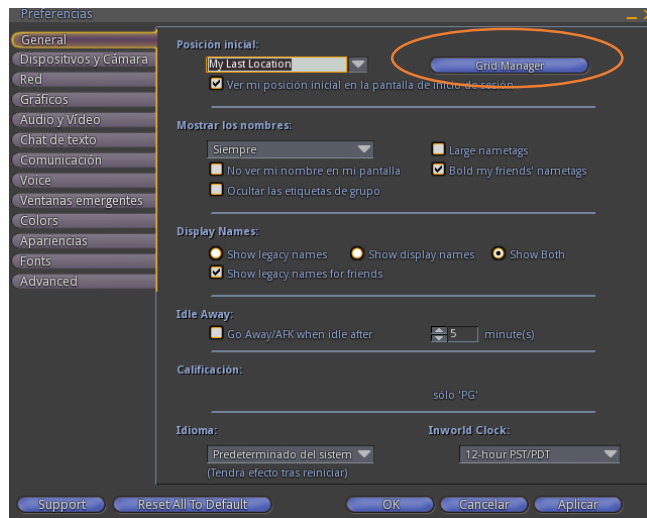 Preferencias
General
Dispositivos y Cámara
Red
Gráficos
Audio y Vídeo
Chat de texto
Comunicación
Voice
Ventanas emergentes
Colors
Apariencias
Fonts
Advanced
Posición inicial:
My Last Location
Grid Manager
Ver mi posición inicial en la pantalla de inicio de sesión
Mostrar los nombres:
Siempre
Large nametags
No ver mi nombre en mi pantalla
Bold my friends' nametags
Ocultar las etiquetas de grupo
Display Names:
Show legacy names Show display names Show Both
Show legacy names for friends
Idle Away:
Go Away/AFK when idle after 5 minute(s)
Calificación:
sólo 'PG'
Idioma: Inworld Clock:
Predeterminado del sistem 12-hour PST/PDT
(Tendrá efecto tras reiniciar)
Support Reset All To Default OK Cancelar Aplicar